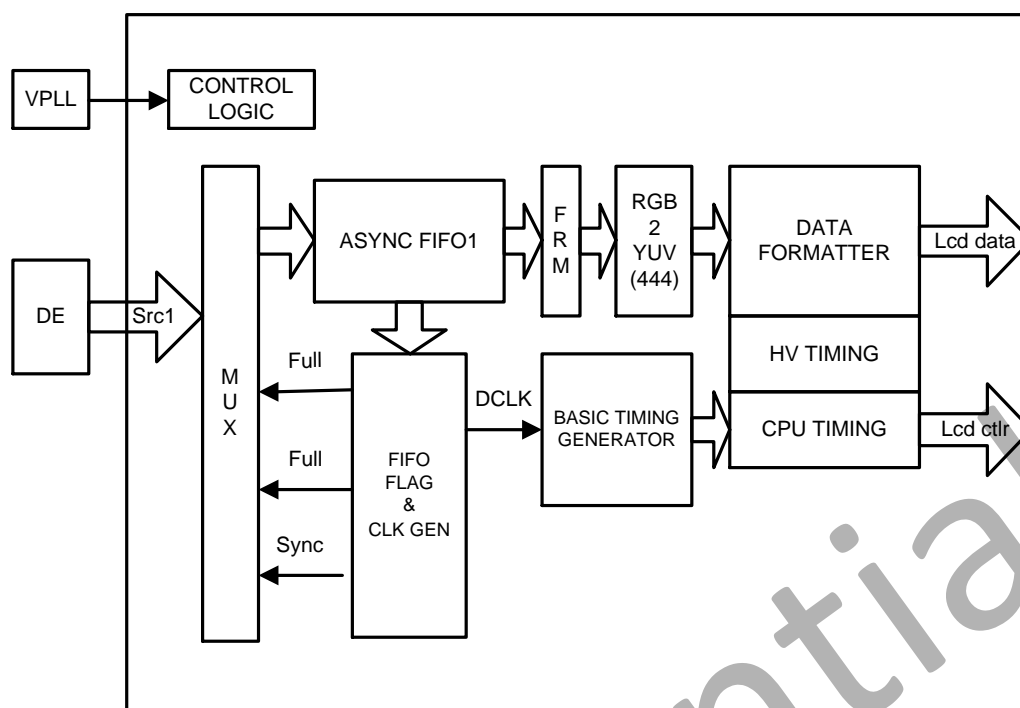 VPLL
CONTROL
LOGIC
DE
Src1
M
U
X
ASYNC FIFO1
F
R
M
RGB
2
YUV
(444)
DATA
FORMATTER
Lcd data
HV TIMING
CPU TIMING
Lcd ctlr
Full
Full
Sync
FIFO
FLAG
&
CLK GEN
DCLK
BASIC TIMING
GENERATOR
ntial